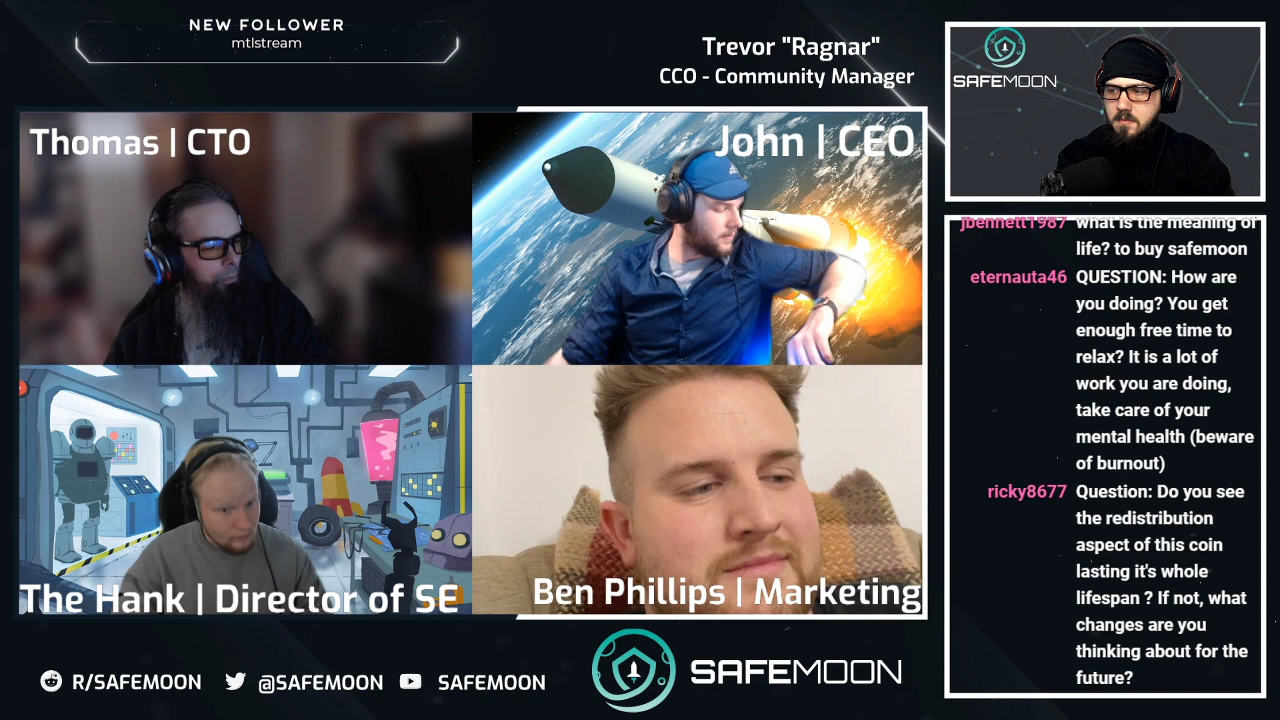 NEW FOLLOWER
mtlstream
Trevor "Ragnar"
CCO - Community Manager
SAFEMOON
Thomas | CTO
John | CEO
The Hank | Director of SE
Ben Phillips | Marketing
jbennett1987 what is the meaning of
life? to buy safemoon
eternauta46 QUESTION: How are
you doing? You get
enough free time to
relax? It is a lot of
work you are doing,
take care of your
mental health (beware
of burnout)
ricky8677 Question: Do you see
the redistribution
aspect of this coin
lasting it's whole
lifespan ? If not, what
changes are you
thinking about for the
future?
R/SAFEMOON @SAFEMOON SAFEMOON
SAFEMOON